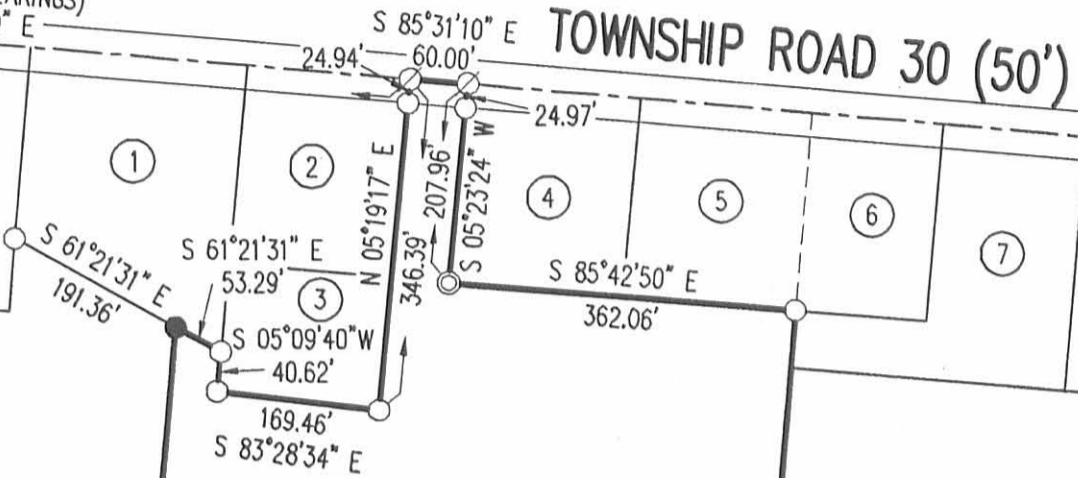 ARINGS)
" E
S 85°31'10" E
TOWNSHIP ROAD 30 (50')
24.94'
60.00'
24.97'
1
2
3
4
5
6
7
N 05°19'17" E
346.39'
207.96'
S 05°23'24" W
S 61°21'31" E
191.36'
S 61°21'31" E
53.29'
S 05°09'40"W
40.62'
169.46'
S 83°28'34" E
S 85°42'50" E
362.06'